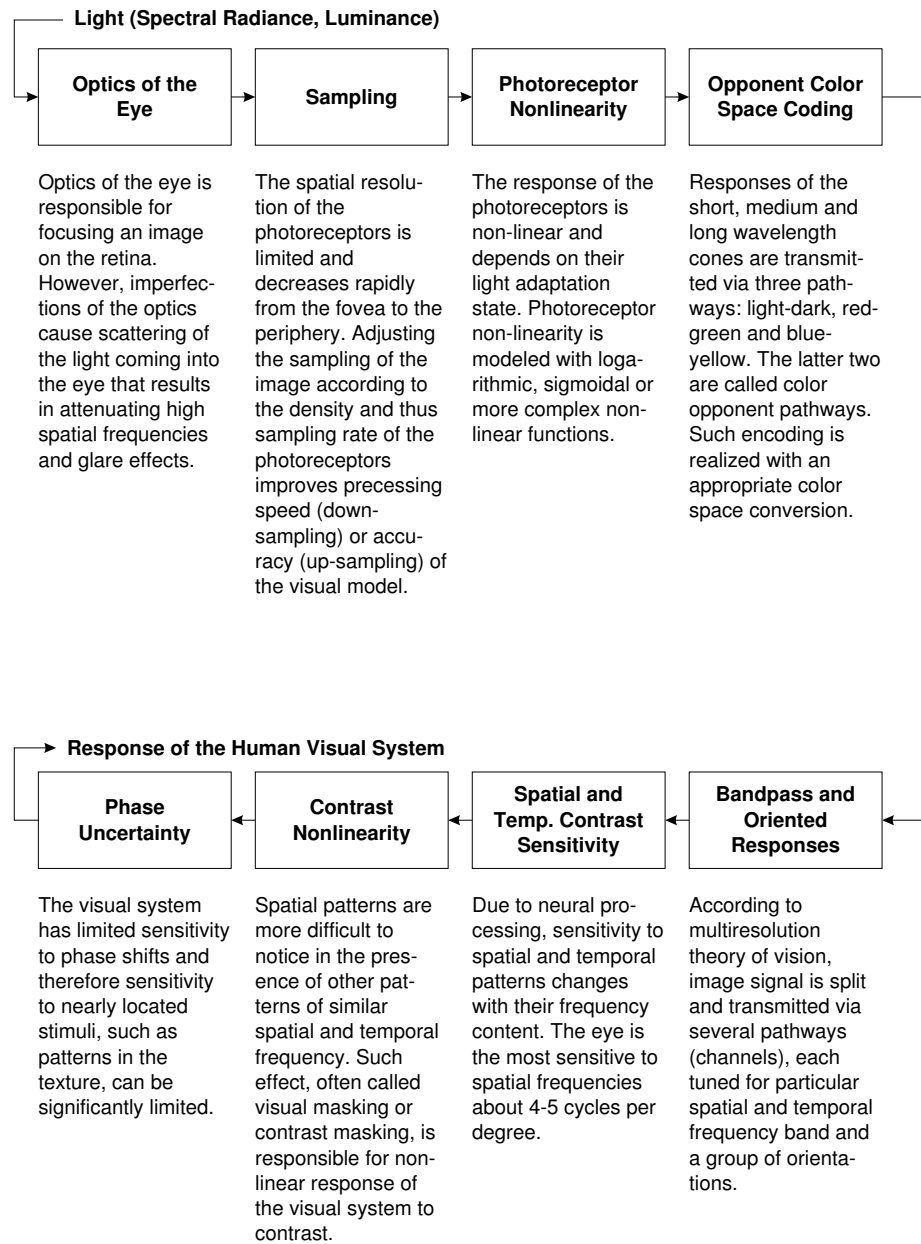 Light (Spectral Radiance, Luminance)
Optics of the
Eye
Sampling
Photoreceptor
Nonlinearity
Opponent Color
Space Coding
Optics of the eye is
responsible for
focusing an image
on the retina.
However, imperfec-
tions of the optics
cause scattering of
the light coming into
the eye that results
in attenuating high
spatial frequencies
and glare effects.
The spatial resolu-
tion of the
photoreceptors is
limited and
decreases rapidly
from the fovea to the
periphery. Adjusting
the sampling of the
image according to
the density and thus
sampling rate of the
photoreceptors
improves precessing
speed (down-
sampling) or accu-
racy (up-sampling) of
the visual model.
The response of the
photoreceptors is
non-linear and
depends on their
light adaptation
state. Photoreceptor
non-linearity is
modeled with loga-
rithmic, sigmoidal or
more complex non-
linear functions.
Responses of the
short, medium and
long wavelength
cones are transmit-
ted via three path-
ways: light-dark, red-
green and blue-
yellow. The latter two
are called color
opponent pathways.
Such encoding is
realized with an
appropriate color
space conversion.
Response of the Human Visual System
Phase
Uncertainty
Contrast
Nonlinearity
Spatial and
Temp. Contrast
Sensitivity
Bandpass and
Oriented
Responses
The visual system
has limited sensitivity
to phase shifts and
therefore sensitivity
to nearly located
stimuli, such as
patterns in the
texture, can be
significantly limited.
Spatial patterns are
more difficult to
notice in the pres-
ence of other pat-
terns of similar
spatial and temporal
frequency. Such
effect, often called
visual masking or
contrast masking, is
responsible for non-
linear response of
the visual system to
contrast.
Due to neural pro-
cessing, sensitivity to
spatial and temporal
patterns changes
with their frequency
content. The eye is
the most sensitive to
spatial frequencies
about 4-5 cycles per
degree.
According to
multiresolution
theory of vision,
image signal is split
and transmitted via
several pathways
(channels), each
tuned for particular
spatial and temporal
frequency band and
a group of orienta-
tions.